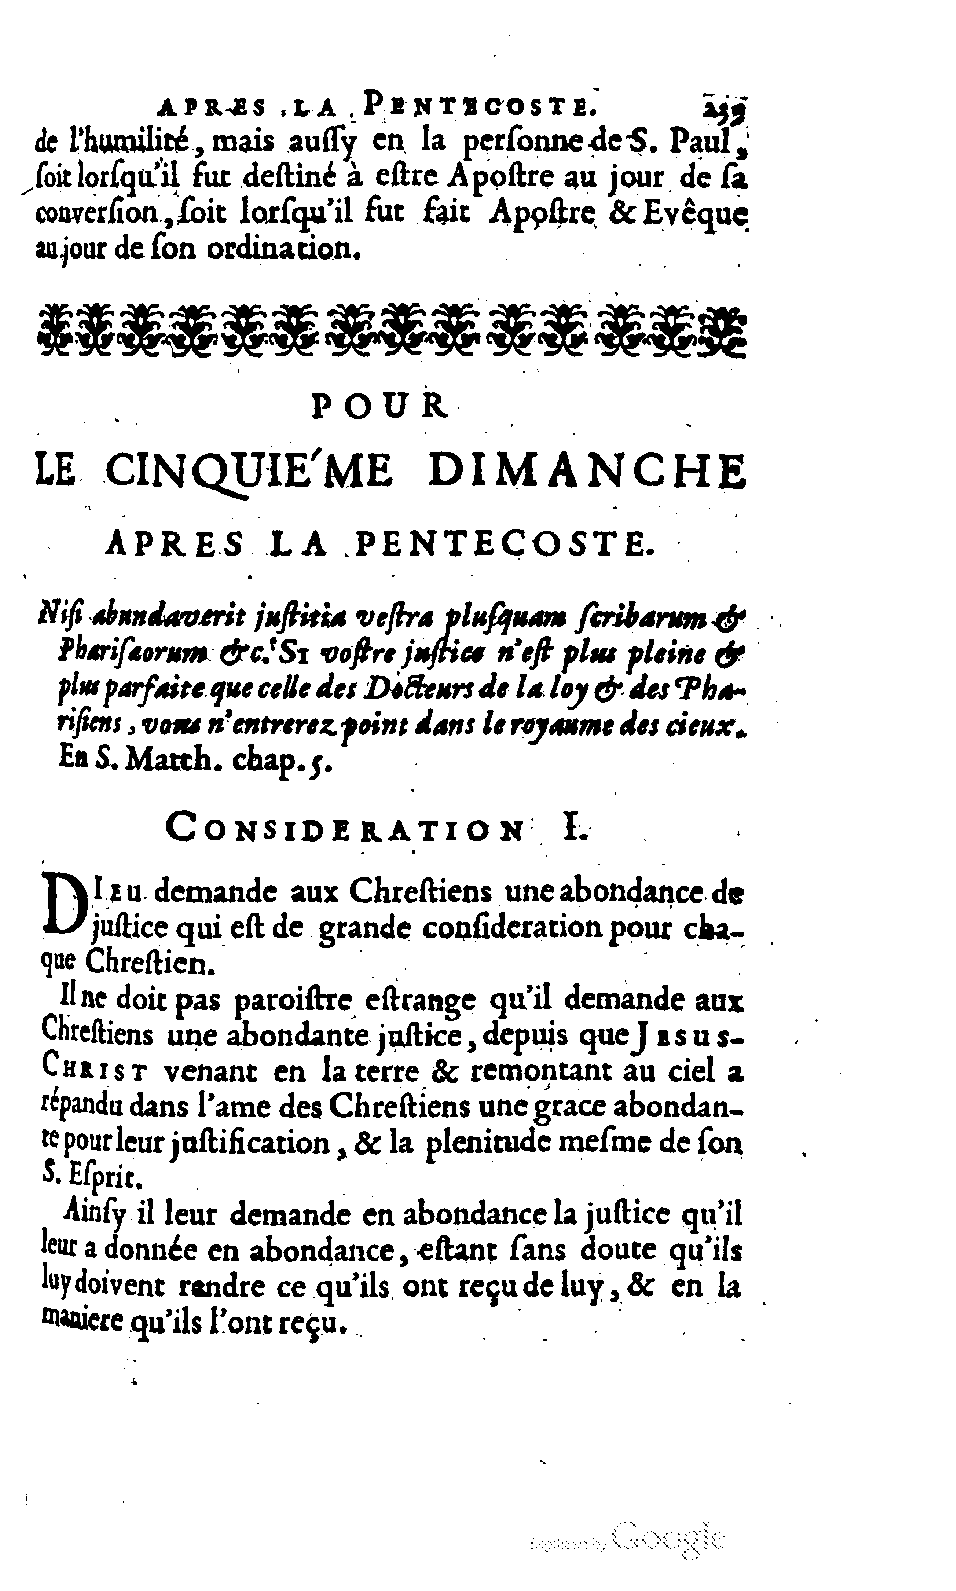 APRES LA PENTECOSTE. 
de l'humilité, mais auſſy en la perſonne de S. Paul,
ſoit lorſqu'il fut deſtiné à eſtre Apoſtre au jour de ſa
converſion, ſoit lorſqu'il fut fait Apoſtre & Evêque
au jour de ſon ordination.
POUR
LE CINQUIE'ME DIMANCHE
APRES LA PENTECOSTE.
Niſi abundaverit juſtitia veſtra pluſquam ſcribarum &
Phariſaorum &c. SI voſtre juſtice n'eſt plus pleine &
plus parfaite que celle des Docteurs de la loy & des Pha-
riſiens, vous n'entrerez point dans le royaume des cieux.
En S. Matth. chap. 5.
CONSIDERATION I.
DIEU demande aux Chreſtiens une abondance de
juſtice qui eſt de grande conſideration pour cha-
que Chreſtien.
Il ne doit pas paroiſtre eſtrange qu'il demande aux
Chreſtiens une abondante juſtice, depuis que JESUS-
CHRIST venant en la terre & remontant au ciel a
répandu dans l'ame des Chreſtiens une grace abondan-
te pour leur juſtification, & la plenitude meſme de ſon
S. Eſprit.
Ainſy il leur demande en abondance la juſtice qu'il
leur a donnée en abondance, eſtant ſans doute qu'ils
luy doivent rendre ce qu'ils ont reçu de luy, & en la
maniere qu'ils l'ont reçu.
Google